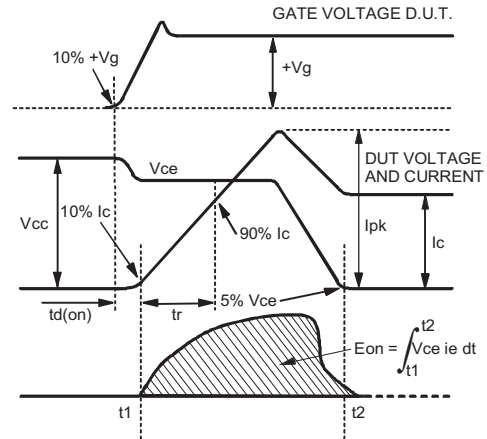 GATE VOLTAGE D.U.T.
10% +Vg
+Vg
Vce
DUT VOLTAGE
AND CURRENT
Vcc
10% Ic
90% Ic
Ipk
Ic
td(on)
tr
5% Vce
Eon = ∫ Vce ie dt
t2
t1
t1
t2